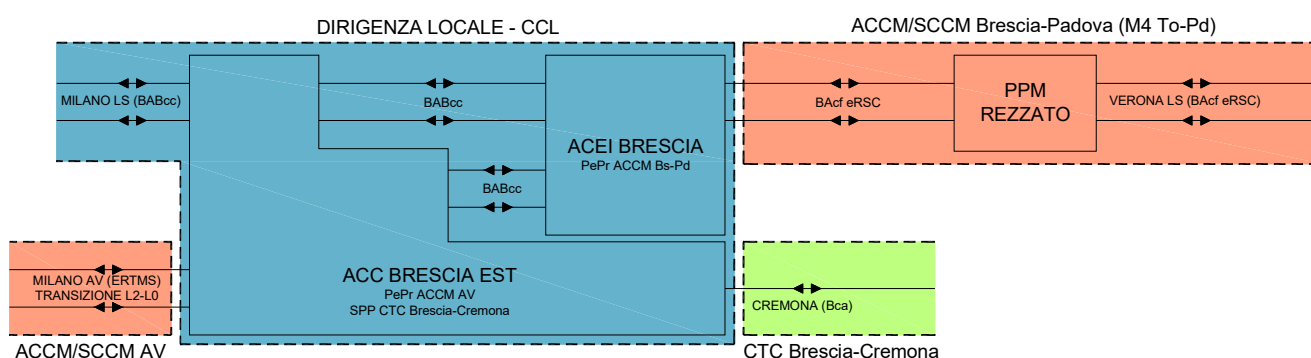 DIRIGENZA LOCALE - CCL
ACCM/SCCM Brescia-Padova (M4 To-Pd)
MILANO LS (BABcc)
BABcc
BAcf eRSC
PPM
REZZATO
VERONA LS (BAcf eRSC)
ACEI BRESCIA
PePr ACCM Bs-Pd
BABcc
MILANO AV (ERTMS)
TRANSIZIONE L2-L0
ACC BRESCIA EST
PePr ACCM AV
SPP CTC Brescia-Cremona
CREMONA (Bca)
ACCM/SCCM AV
CTC Brescia-Cremona